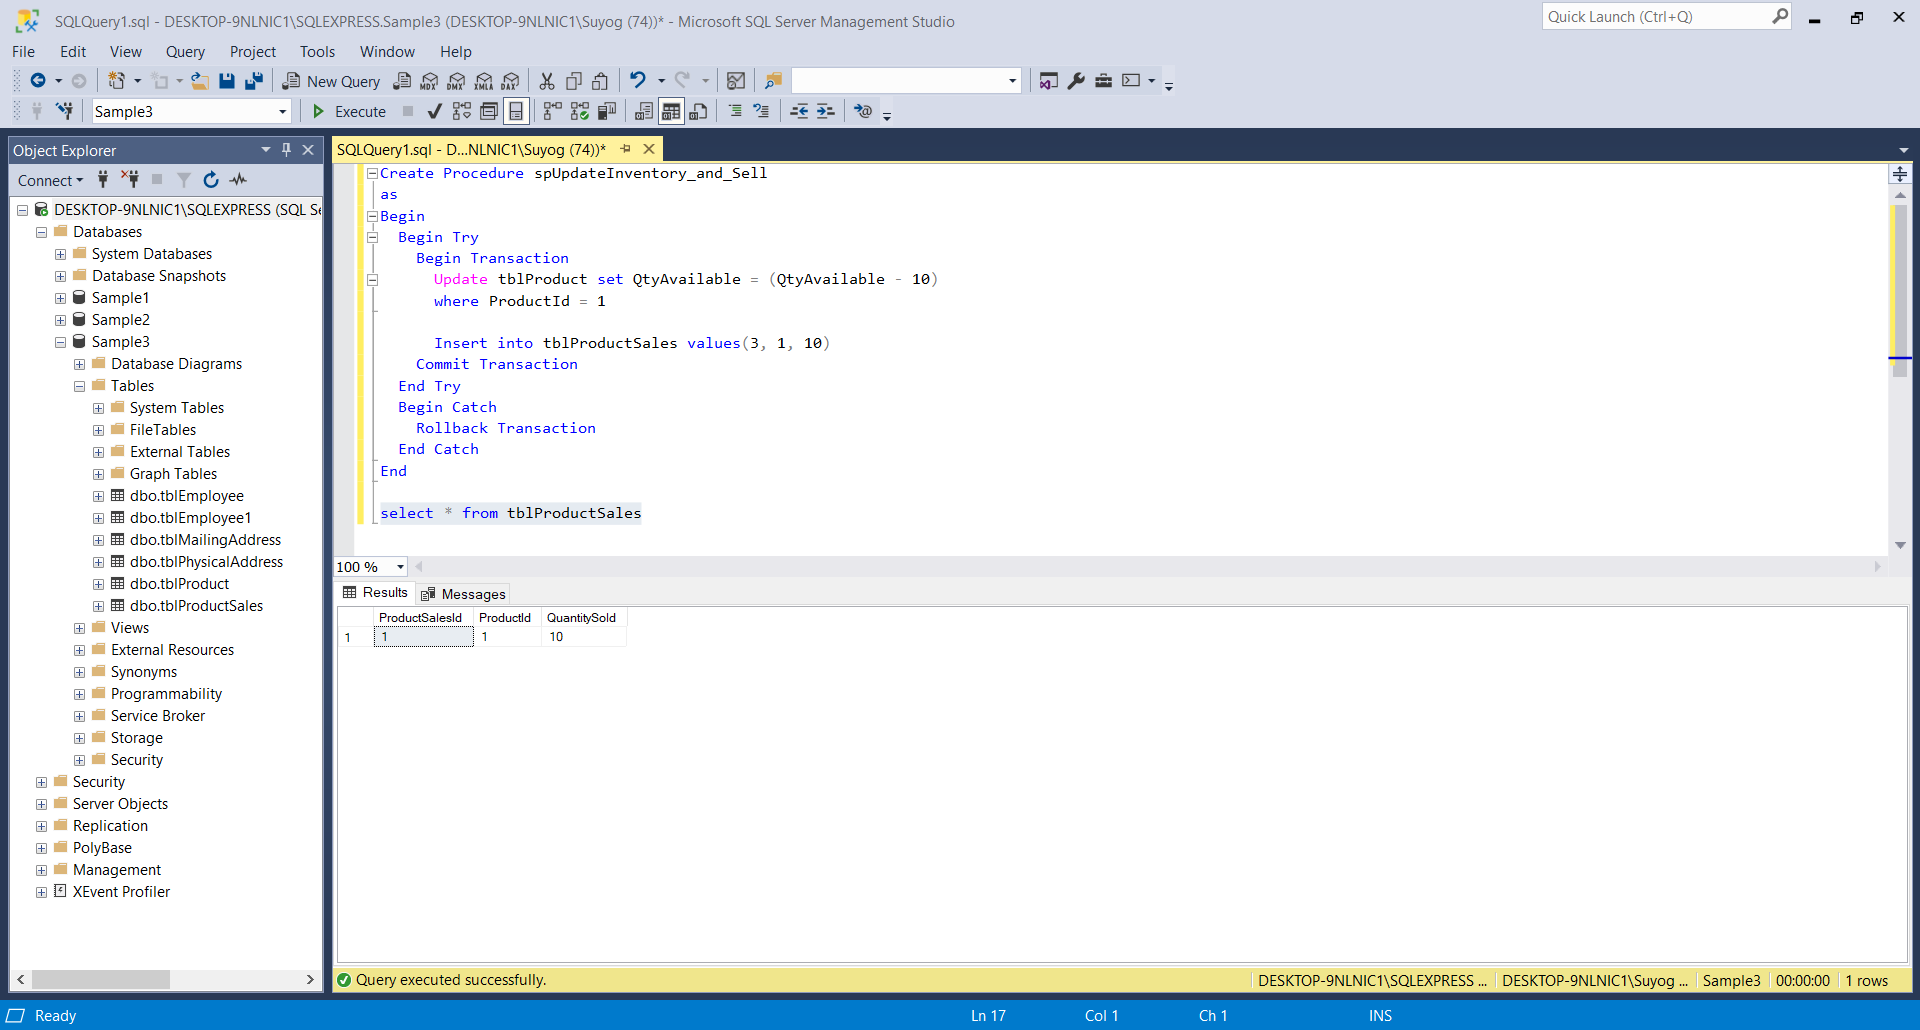 SQLQuery1.sql - DESKTOP-9NLNIC1\SQLEXPRESS.Sample3 (DESKTOP-9NLNIC1\Suyog (74))* - Microsoft SQL Server Management Studio
Quick Launch (Ctrl+Q)
File Edit View Query Project Tools Window Help
New Query MDX DMX XMLA DAX
Sample3 Execute
Object Explorer
Connect
DESKTOP-9NLNIC1\SQLEXPRESS (SQL Se
Databases
System Databases
Database Snapshots
Sample1
Sample2
Sample3
Database Diagrams
Tables
System Tables
FileTables
External Tables
Graph Tables
dbo.tblEmployee
dbo.tblEmployee1
dbo.tblMailingAddress
dbo.tblPhysicalAddress
dbo.tblProduct
dbo.tblProductSales
Views
External Resources
Synonyms
Programmability
Service Broker
Storage
Security
Security
Server Objects
Replication
PolyBase
Management
XEvent Profiler
SQLQuery1.sql - D...NLNIC1\Suyog (74))*
Create Procedure spUpdateInventory_and_Sell
as
Begin
Begin Try
Begin Transaction
Update tblProduct set QtyAvailable = (QtyAvailable - 10)
where ProductId = 1
Insert into tblProductSales values(3, 1, 10)
Commit Transaction
End Try
Begin Catch
Rollback Transaction
End Catch
End
select * from tblProductSales
100 %
Results Messages
ProductSalesId ProductId QuantitySold
1 1 1 10
Query executed successfully.
DESKTOP-9NLNIC1\SQLEXPRESS ... DESKTOP-9NLNIC1\Suyog ... Sample3 00:00:00 1 rows
Ready Ln 17 Col 1 Ch 1 INS